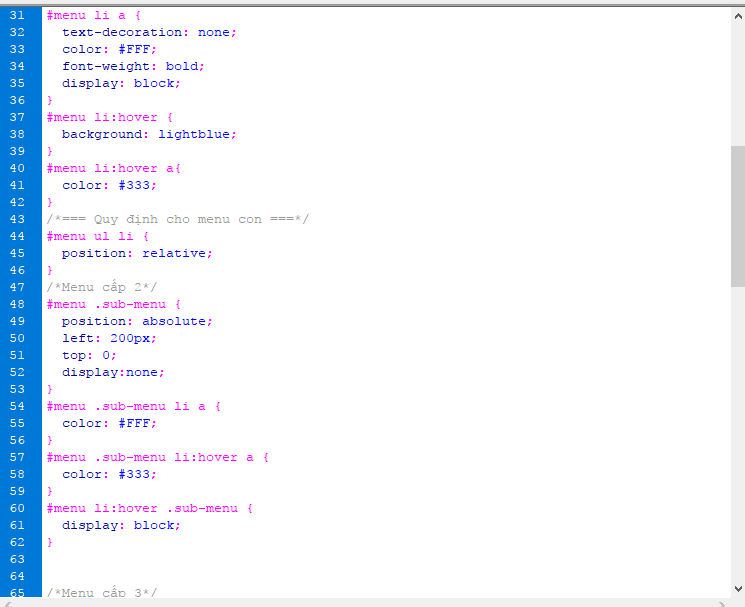 31 #menu li a {
32   text-decoration: none;
33   color: #FFF;
34   font-weight: bold;
35   display: block;
36 }
37 #menu li:hover {
38   background: lightblue;
39 }
40 #menu li:hover a{
41   color: #333;
42 }
43 /*=== Quy định cho menu con ===*/
44 #menu ul li {
45   position: relative;
46 }
47 /*Menu cấp 2*/
48 #menu .sub-menu {
49   position: absolute;
50   left: 200px;
51   top: 0;
52   display:none;
53 }
54 #menu .sub-menu li a {
55   color: #FFF;
56 }
57 #menu .sub-menu li:hover a {
58   color: #333;
59 }
60 #menu li:hover .sub-menu {
61   display: block;
62 }
63
64
65 /*Menu cấp 3*/